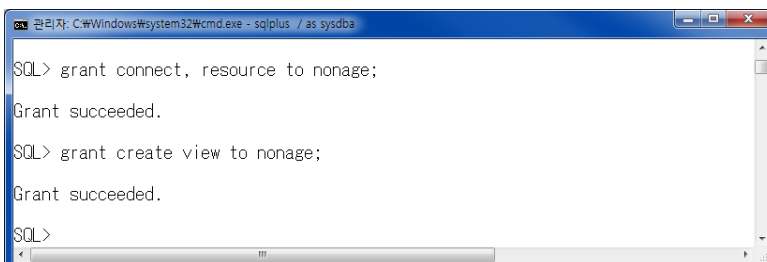 관리자: C:₩Windows₩system32₩cmd.exe - sqlplus  / as sysdba
SQL> grant connect, resource to nonage;
Grant succeeded.
SQL> grant create view to nonage;
Grant succeeded.
SQL>